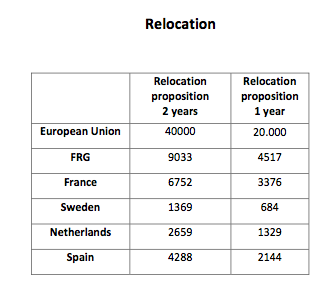 Relocation
Relocation proposition 2 years
Relocation proposition 1 year
European Union 40000 20.000
FRG 9033 4517
France 6752 3376
Sweden 1369 684
Netherlands 2659 1329
Spain 4288 2144